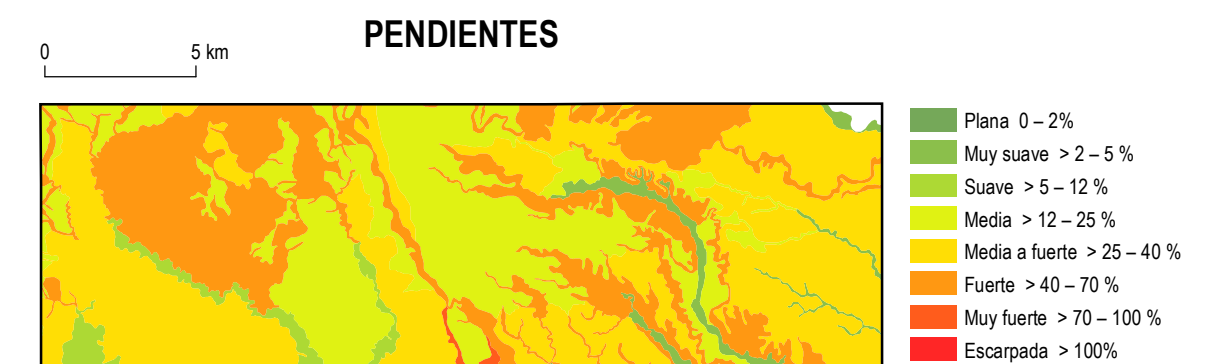 PENDIENTES
0 5 km
Plana 0 – 2%
Muy suave > 2 – 5 %
Suave > 5 – 12 %
Media > 12 – 25 %
Media a fuerte > 25 – 40 %
Fuerte > 40 – 70 %
Muy fuerte > 70 – 100 %
Escarpada > 100%